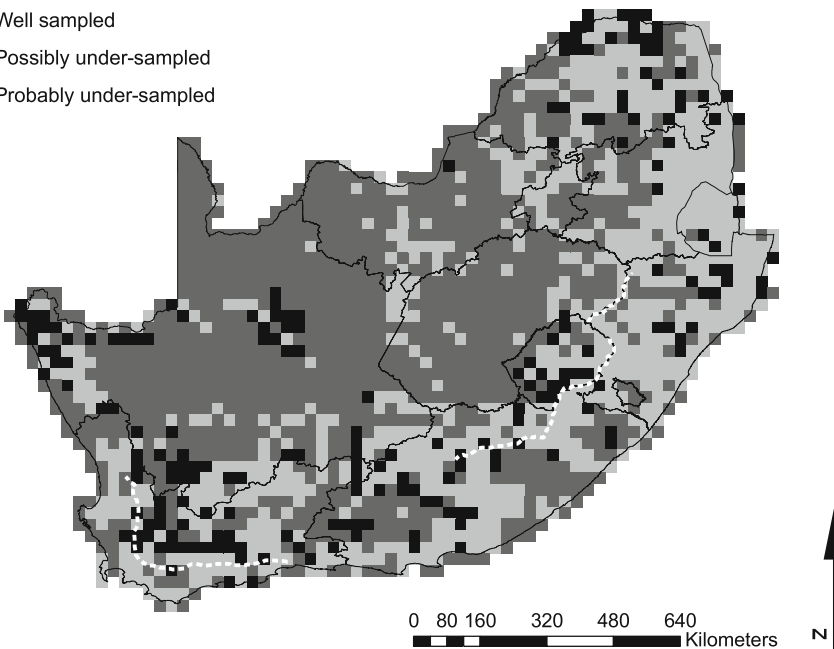 Well sampled
Possibly under-sampled
Probably under-sampled
0 80 160 320 480 640
Kilometers
N